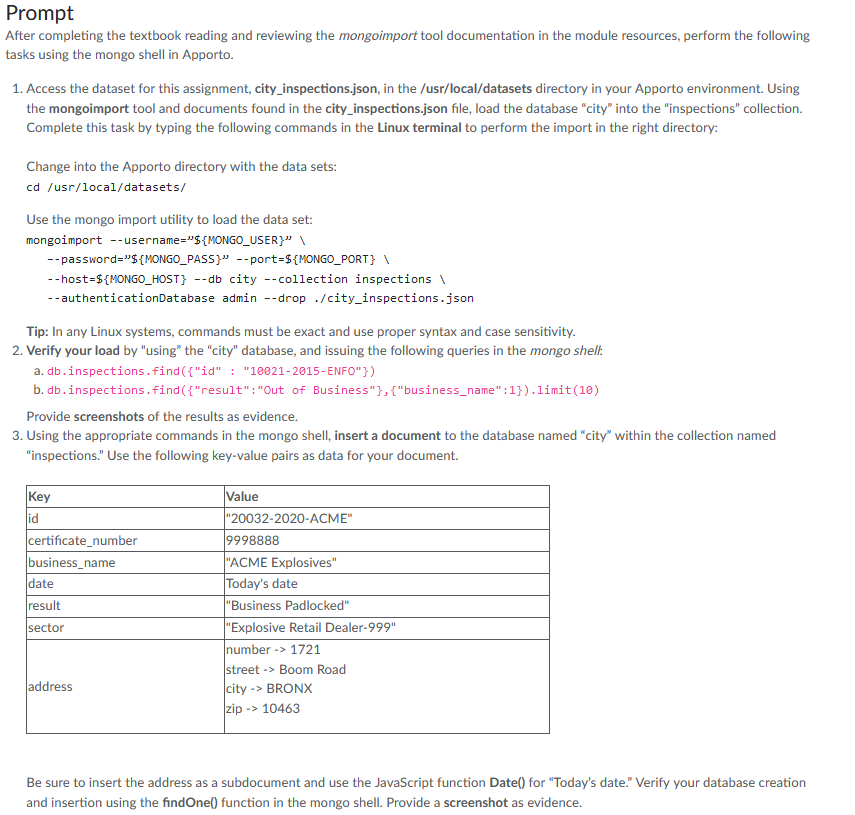 Prompt
After completing the textbook reading and reviewing the mongoimport tool documentation in the module resources, perform the following
tasks using the mongo shell in Apporto.
1. Access the dataset for this assignment, city_inspections.json, in the /usr/local/datasets directory in your Apporto environment. Using
the mongoimport tool and documents found in the city_inspections.json file, load the database “city” into the “inspections” collection.
Complete this task by typing the following commands in the Linux terminal to perform the import in the right directory:
Change into the Apporto directory with the data sets:
cd /usr/local/datasets/
Use the mongo import utility to load the data set:
mongoimport --username=”${MONGO_USER}” \
--password=”${MONGO_PASS}” --port=${MONGO_PORT} \
--host=${MONGO_HOST} --db city --collection inspections \
--authenticationDatabase admin --drop ./city_inspections.json
Tip: In any Linux systems, commands must be exact and use proper syntax and case sensitivity.
2. Verify your load by “using” the “city” database, and issuing the following queries in the mongo shell:
a. db.inspections.find({"id" : "10021-2015-ENFO"})
b. db.inspections.find({"result":"Out of Business"},{"business_name":1}).limit(10)
Provide screenshots of the results as evidence.
3. Using the appropriate commands in the mongo shell, insert a document to the database named “city” within the collection named
“inspections.” Use the following key-value pairs as data for your document.
Key Value
id "20032-2020-ACME"
certificate_number 9998888
business_name "ACME Explosives"
date Today's date
result "Business Padlocked"
sector "Explosive Retail Dealer-999"
address
number -> 1721
street -> Boom Road
city -> BRONX
zip -> 10463
Be sure to insert the address as a subdocument and use the JavaScript function Date() for “Today’s date.” Verify your database creation
and insertion using the findOne() function in the mongo shell. Provide a screenshot as evidence.